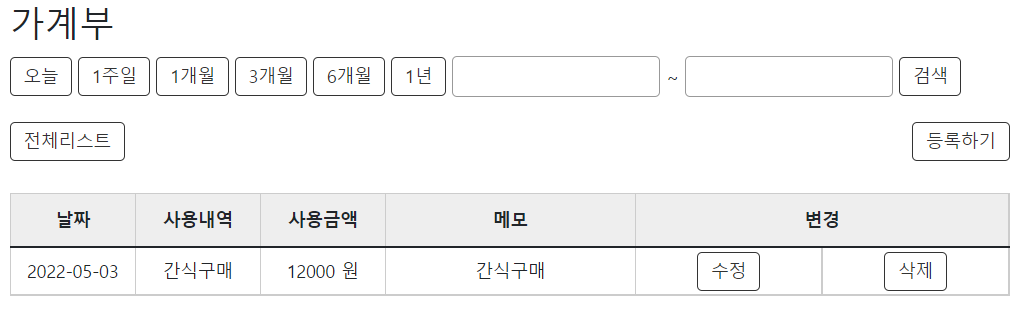 가계부
오늘 1주일 1개월 3개월 6개월 1년 ~ 검색
전체리스트 등록하기
날짜 사용내역 사용금액 메모 변경
2022-05-03 간식구매 12000 원 간식구매 수정 삭제